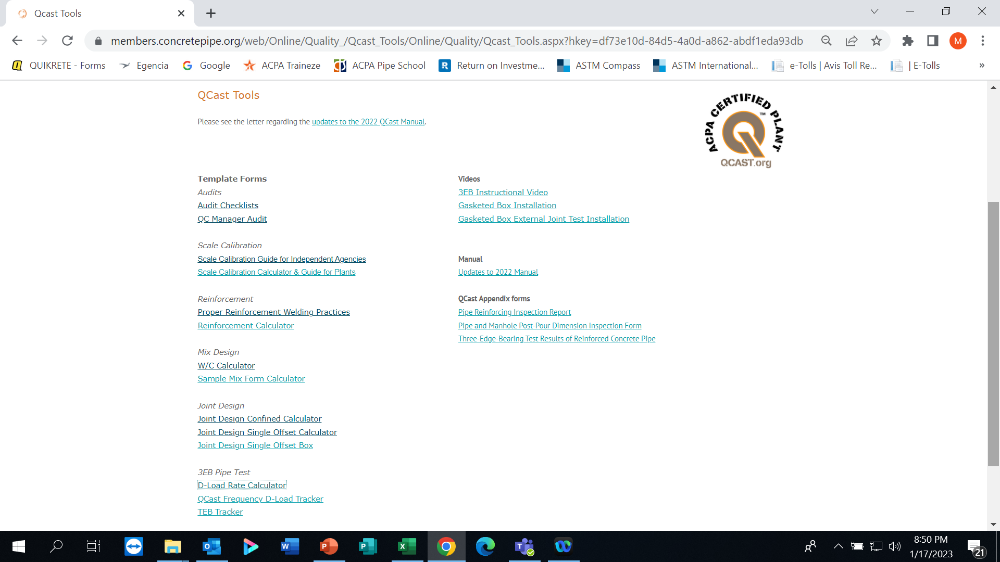 Qcast Tools
members.concretepipe.org/web/Online/Quality_/Qcast_Tools/Online/Quality/Qcast_Tools.aspx?hkey=df73e10d-84d5-4a0d-a862-abdf1eda93db
M
QUIKRETE - Forms
Egencia
Google
ACPA Traineze
ACPA Pipe School
Return on Investme...
ASTM Compass
ASTM International...
e-Tolls | Avis Toll Re...
| E-Tolls
»
QCast Tools
Please see the letter regarding the updates to the 2022 QCast Manual.
ACPA CERTIFIED PLANT
TM
QCAST.org
Template Forms
Audits
Audit Checklists
QC Manager Audit
Scale Calibration
Scale Calibration Guide for Independent Agencies
Scale Calibration Calculator & Guide for Plants
Reinforcement
Proper Reinforcement Welding Practices
Reinforcement Calculator
Mix Design
W/C Calculator
Sample Mix Form Calculator
Joint Design
Joint Design Confined Calculator
Joint Design Single Offset Calculator
Joint Design Single Offset Box
3EB Pipe Test
D-Load Rate Calculator
QCast Frequency D-Load Tracker
TEB Tracker
Videos
3EB Instructional Video
Gasketed Box Installation
Gasketed Box External Joint Test Installation
Manual
Updates to 2022 Manual
QCast Appendix forms
Pipe Reinforcing Inspection Report
Pipe and Manhole Post-Pour Dimension Inspection Form
Three-Edge-Bearing Test Results of Reinforced Concrete Pipe
8:50 PM
1/17/2023
21